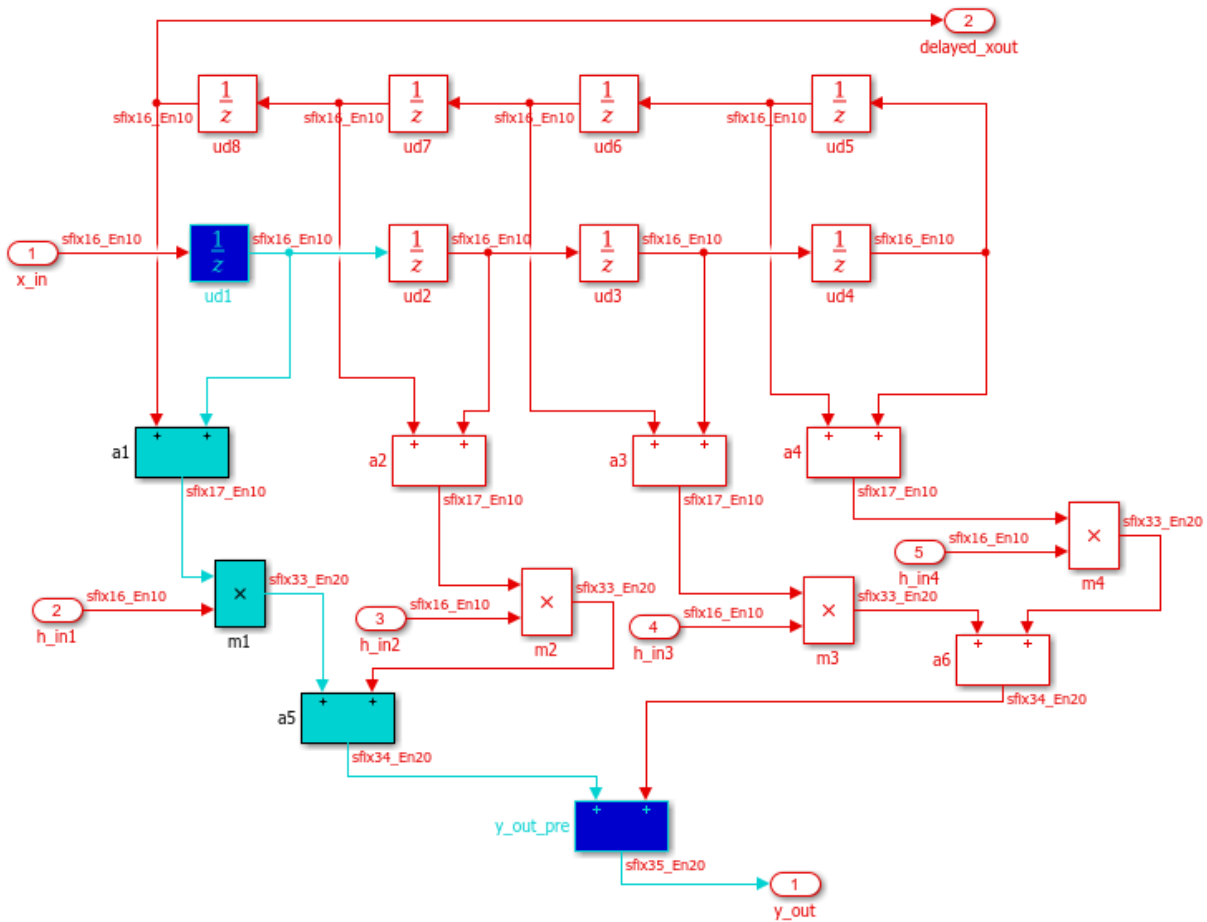 2
delayed_xout
1/z 1/z 1/z 1/z
sfix16_En10 sfix16_En10 sfix16_En10 sfix16_En10
ud8 ud7 ud6 ud5
sfix16_En10 sfix16_En10 sfix16_En10 sfix16_En10 sfix16_En10
1 1/z 1/z 1/z 1/z
x_in ud1 ud2 ud3 ud4
+ + + + + + + +
a1 a2 a3 a4
sfix17_En10 sfix17_En10 sfix17_En10 sfix17_En10
sfix16_En10 × sfix33_En20
5 h_in4 m4
sfix16_En10 × sfix33_En20
2 h_in1 m1
sfix16_En10 × sfix33_En20
3 h_in2 m2
sfix16_En10 × sfix33_En20
4 h_in3 m3
+ +
a6
sfix34_En20
+ +
a5
sfix34_En20
+ +
y_out_pre
sfix35_En20
1
y_out